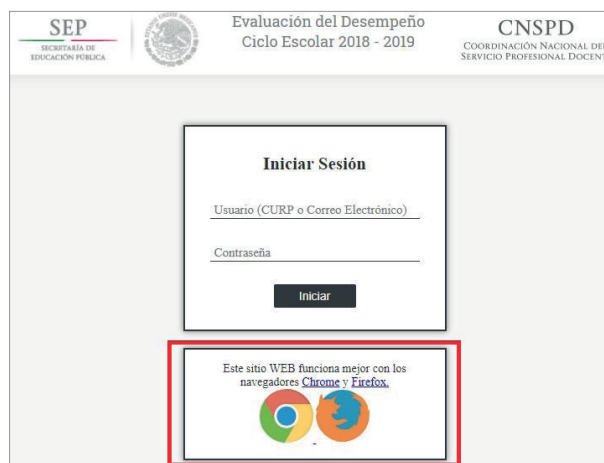 SEP
SECRETARÍA DE
EDUCACIÓN PÚBLICA
Evaluación del Desempeño
Ciclo Escolar 2018 - 2019
CNSPD
COORDINACIÓN NACIONAL DEL
SERVICIO PROFESIONAL DOCENT
Iniciar Sesión
Usuario (CURP o Correo Electrónico)
Contraseña
Iniciar
Este sitio WEB funciona mejor con los
navegadores Chrome y Firefox.
-